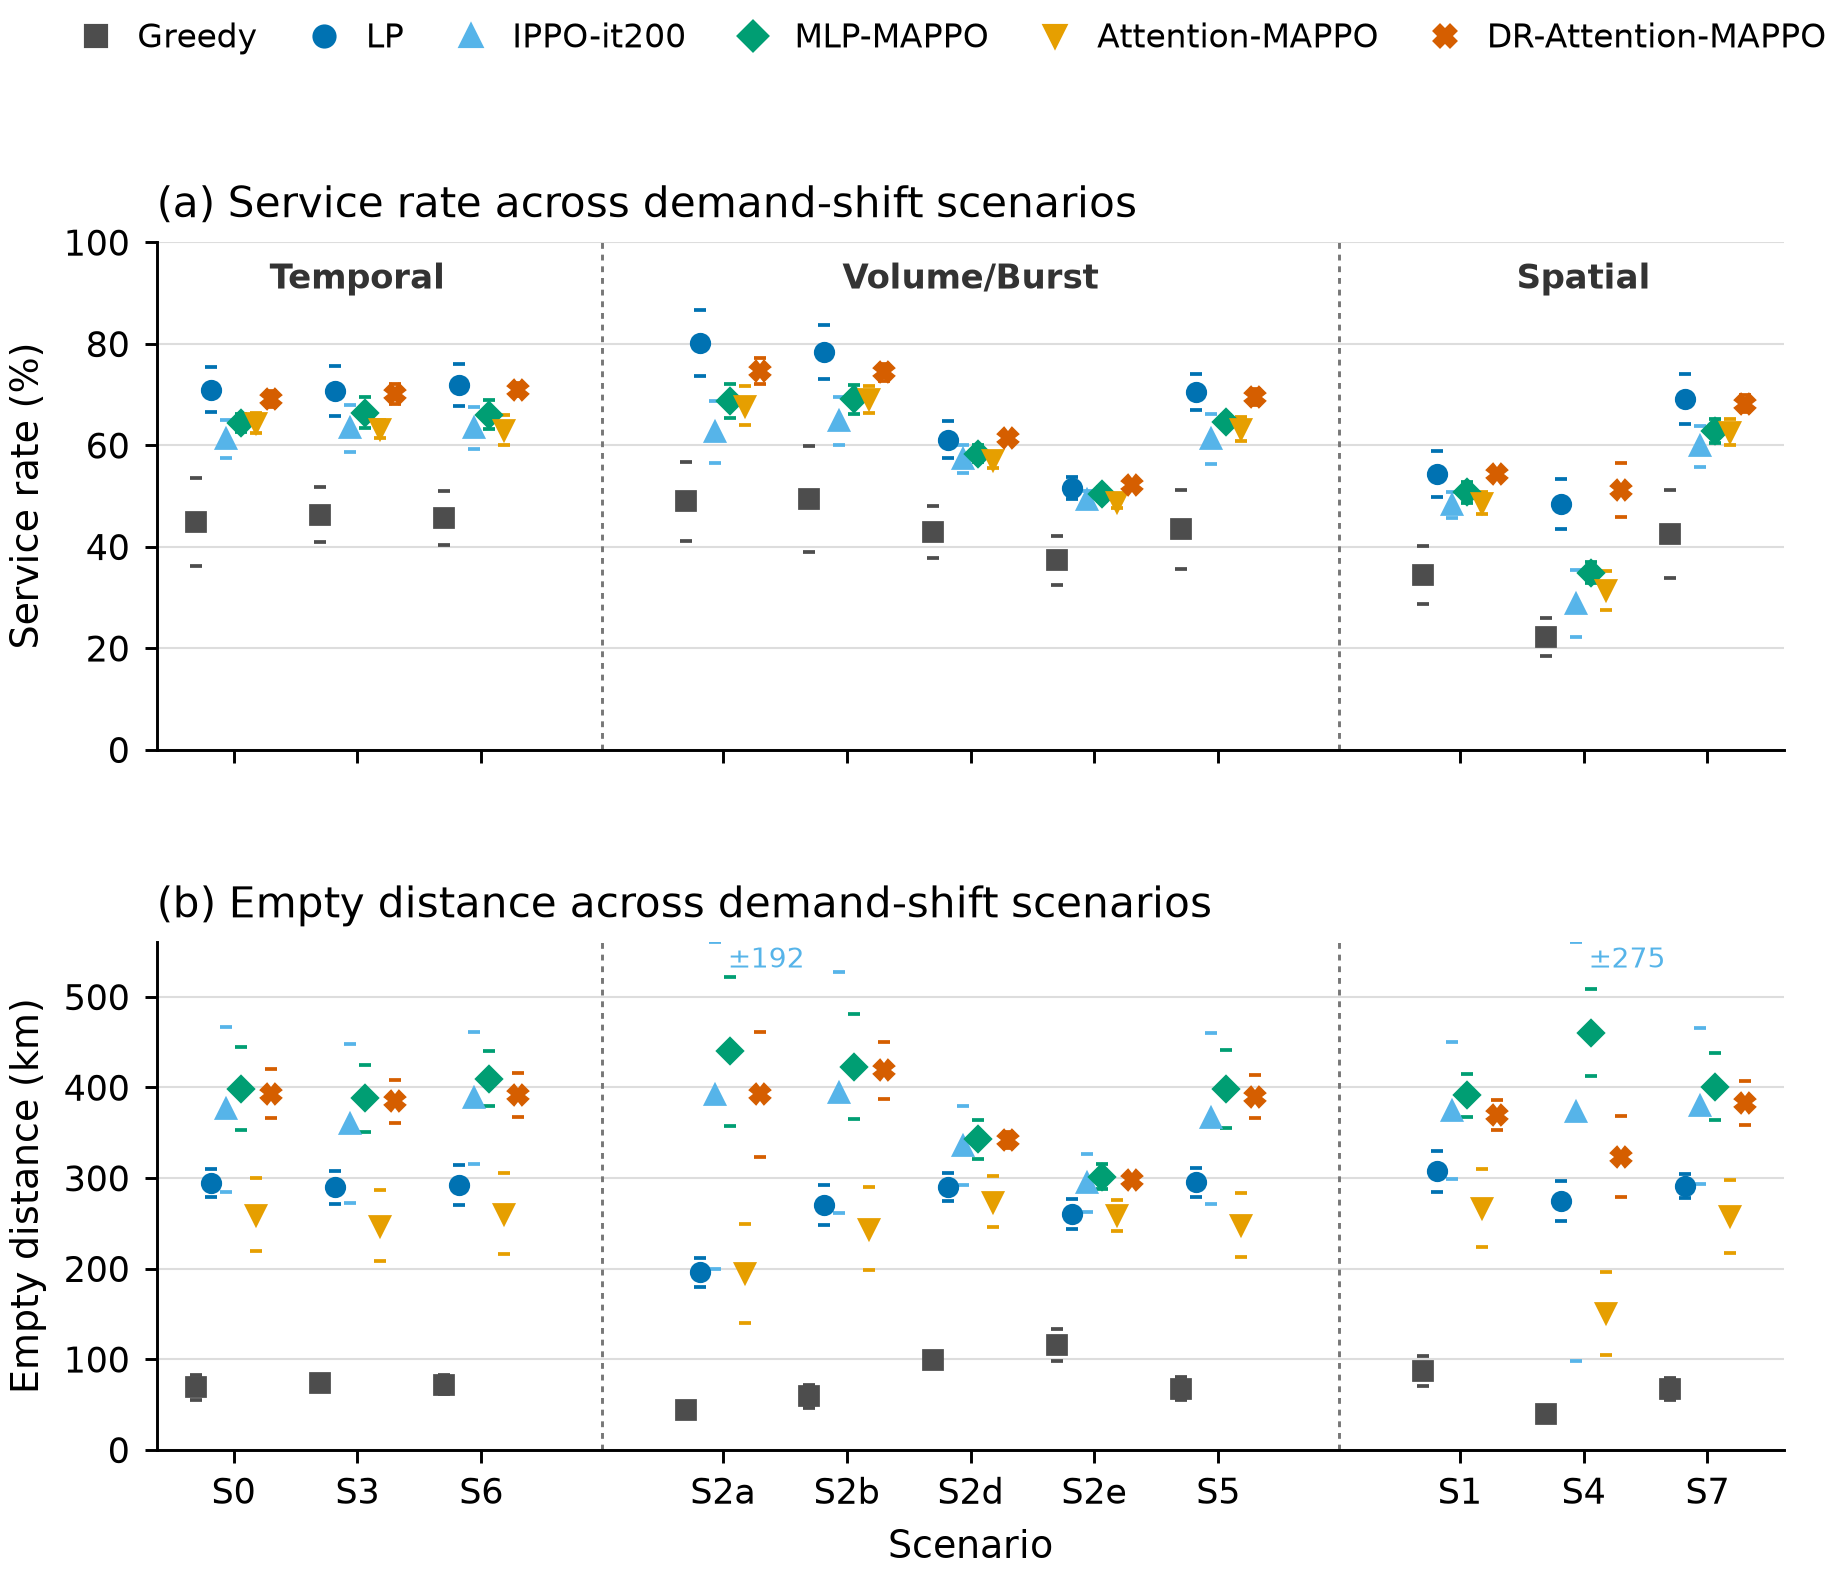 Greedy LP IPPO-it200 MLP-MAPPO Attention-MAPPO DR-Attention-MAPPO
(a) Service rate across demand-shift scenarios
Temporal Volume/Burst Spatial
Service rate (%)
100
80
60
40
20
0
(b) Empty distance across demand-shift scenarios
±192 ±275
Empty distance (km)
500
400
300
200
100
0
S0 S3 S6 S2a S2b S2d S2e S5 S1 S4 S7
Scenario